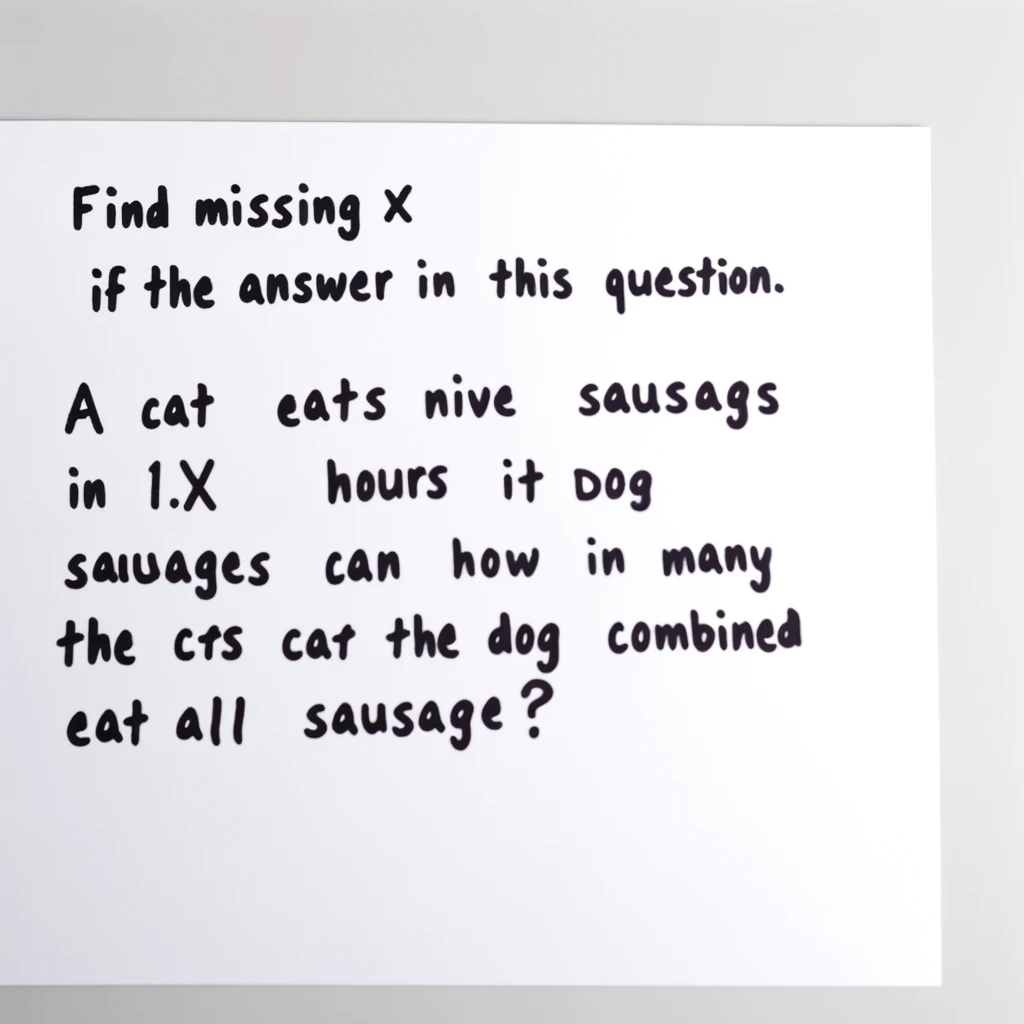 Find missing X
if the answer in this question.
A cat eats nive sausags
in 1.X hours it Dog
saıuages can how in many
the cts cat the dog combined
eat all sausage?